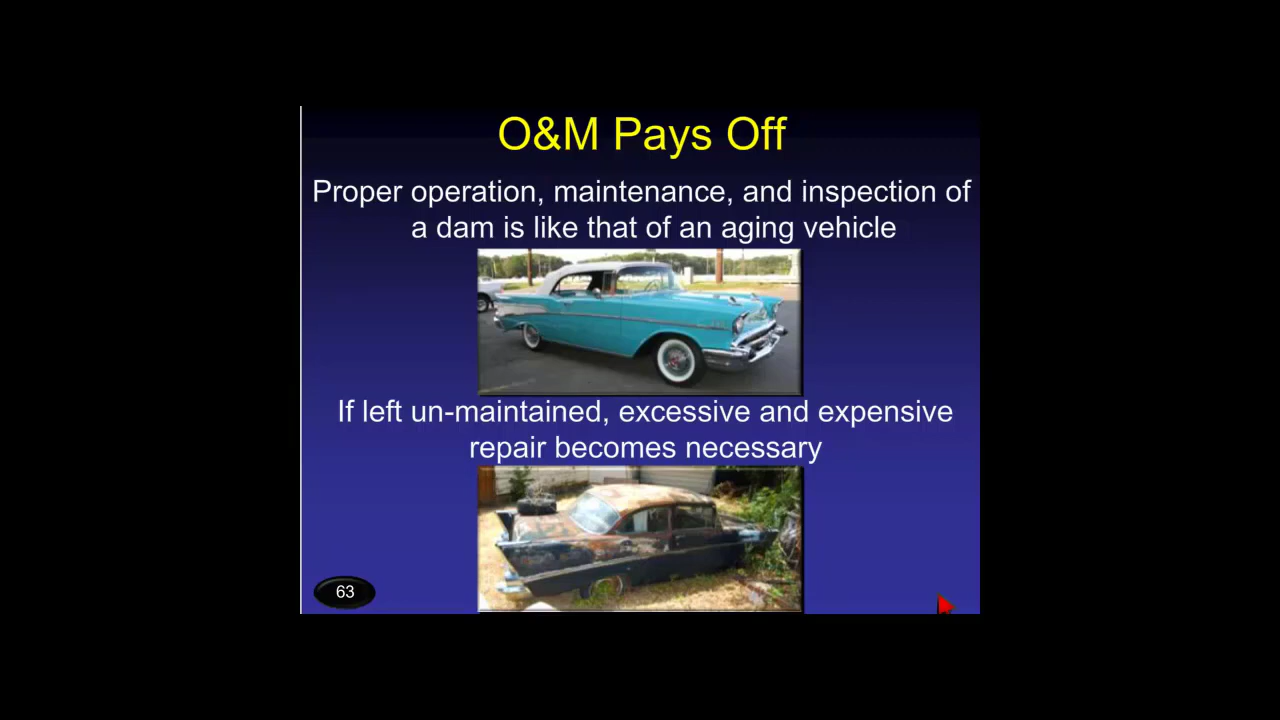 O&M Pays Off
Proper operation, maintenance, and inspection of
a dam is like that of an aging vehicle
If left un-maintained, excessive and expensive
repair becomes necessary
63